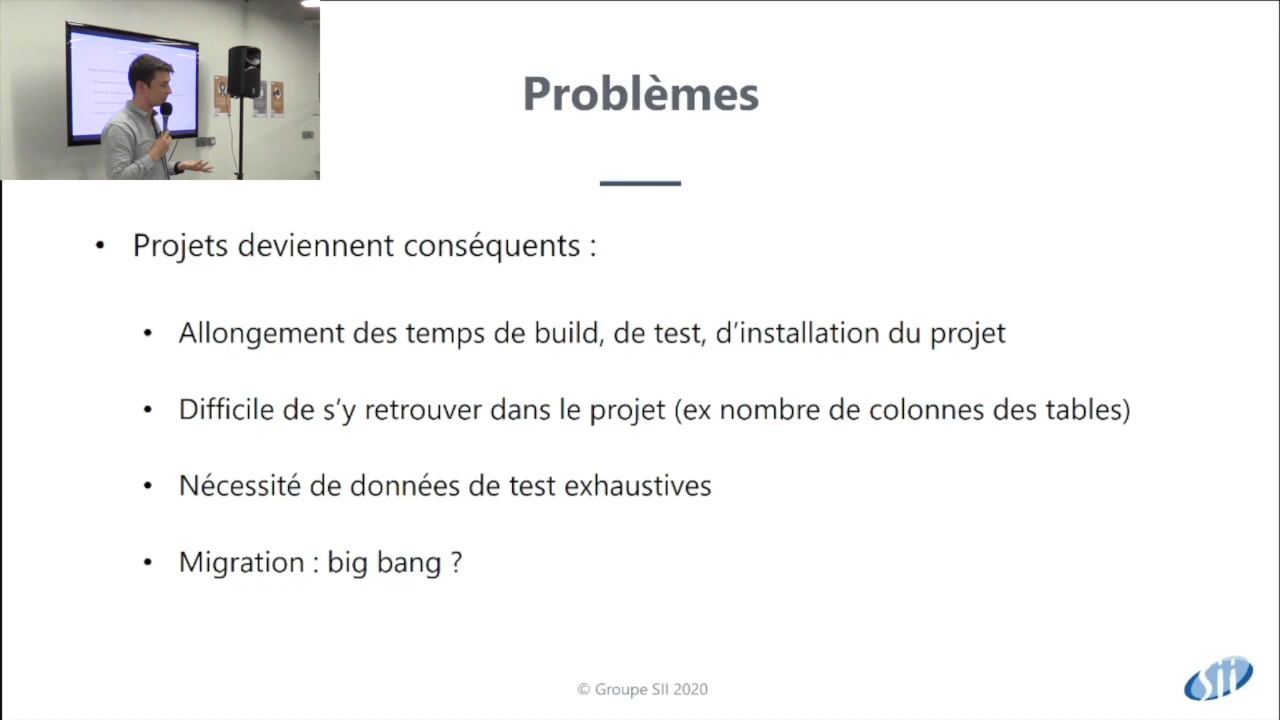 Problèmes
• Projets deviennent conséquents :
• Allongement des temps de build, de test, d’installation du projet
• Difficile de s’y retrouver dans le projet (ex nombre de colonnes des tables)
• Nécessité de données de test exhaustives
• Migration : big bang ?
© Groupe SII 2020
sii